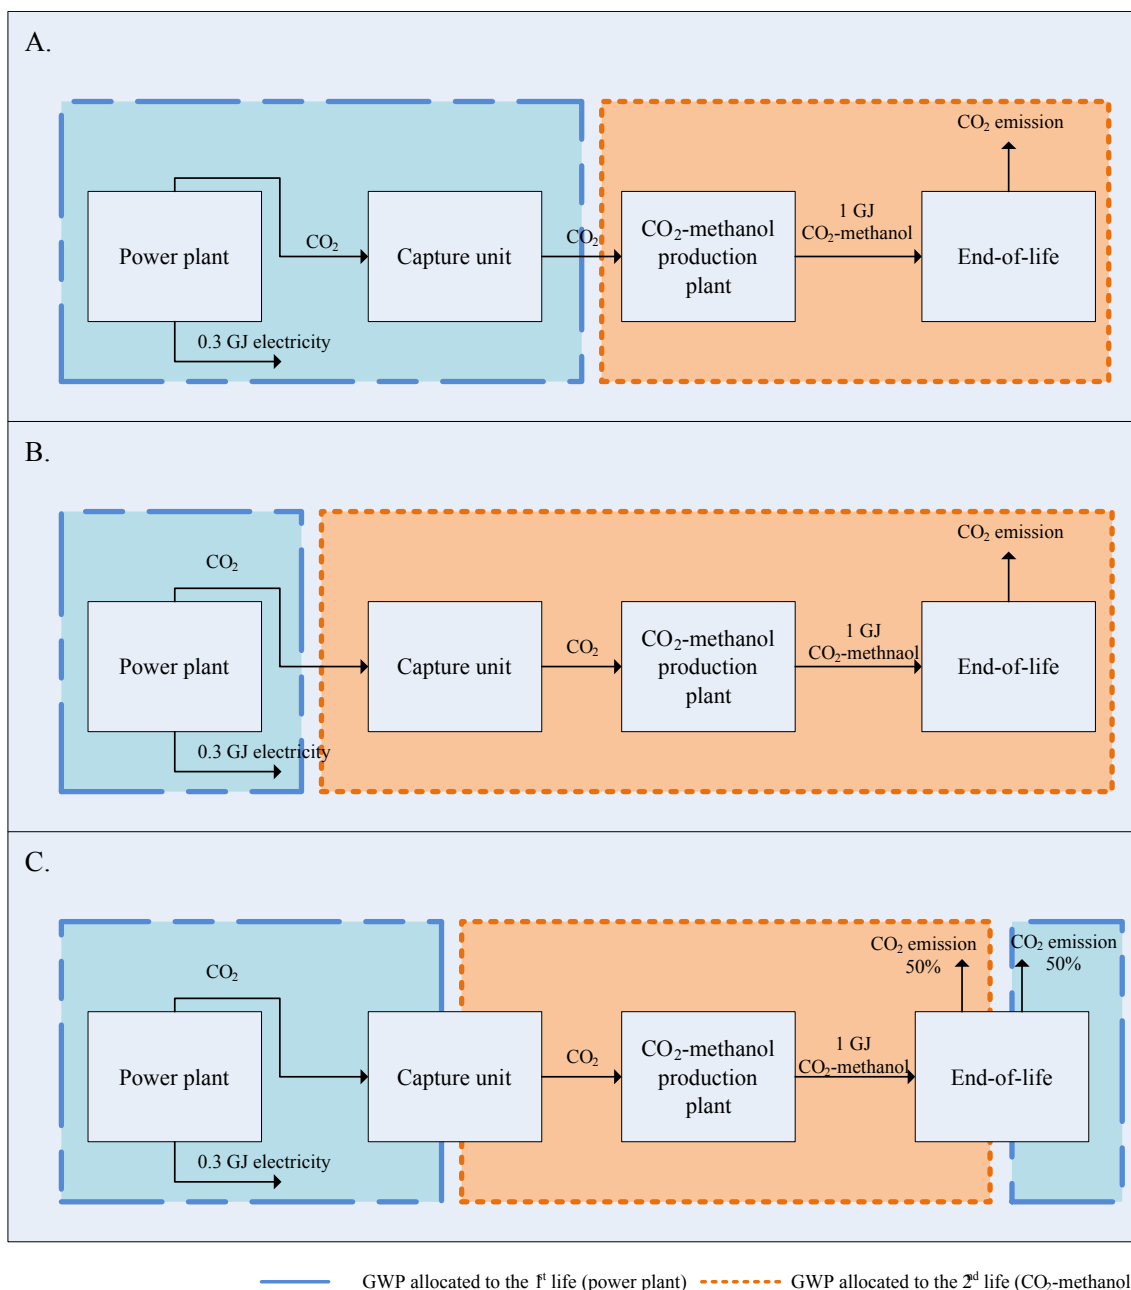 A.
CO2 emission
1 GJ
CO2-methanol
CO2
CO2
Power plant
Capture unit
CO2-methanol
production
plant
End-of-life
0.3 GJ electricity
B.
CO2 emission
CO2
1 GJ
CO2-methnaol
CO2
Power plant
Capture unit
CO2-methanol
production
plant
End-of-life
0.3 GJ electricity
C.
CO2 emission
50%
CO2 emission
50%
CO2
1 GJ
CO2-methanol
CO2
Power plant
Capture unit
CO2-methanol
production
plant
End-of-life
0.3 GJ electricity
GWP allocated to the 1st life (power plant)
GWP allocated to the 2nd life (CO2-methanol